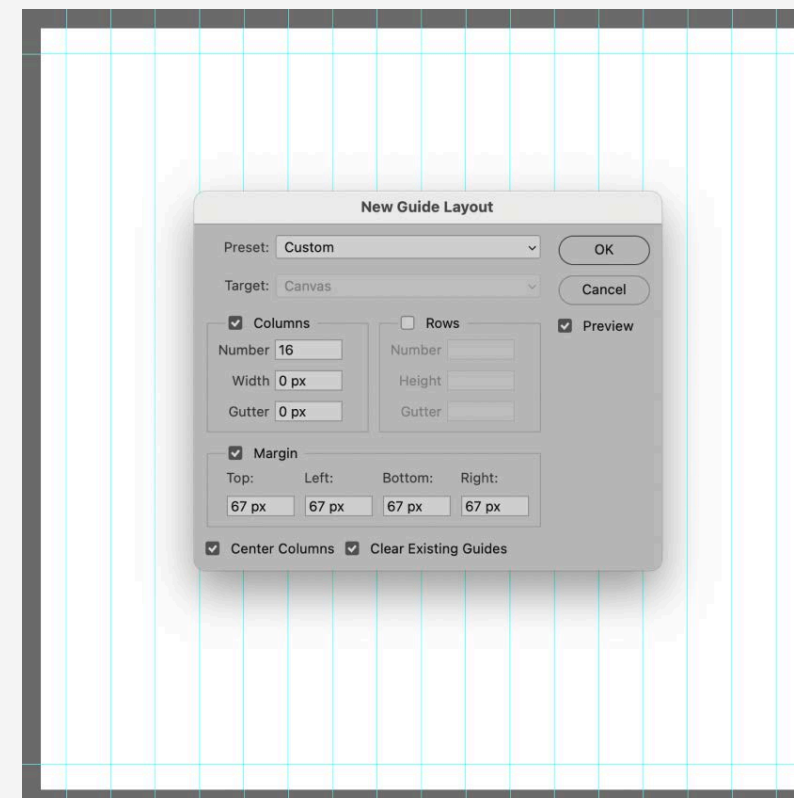 New Guide Layout
Preset: Custom
OK
Target: Canvas
Cancel
Columns
Rows
Preview
Number 16
Number
Width 0 px
Height
Gutter 0 px
Gutter
Margin
Top: Left: Bottom: Right:
67 px 67 px 67 px 67 px
Center Columns Clear Existing Guides